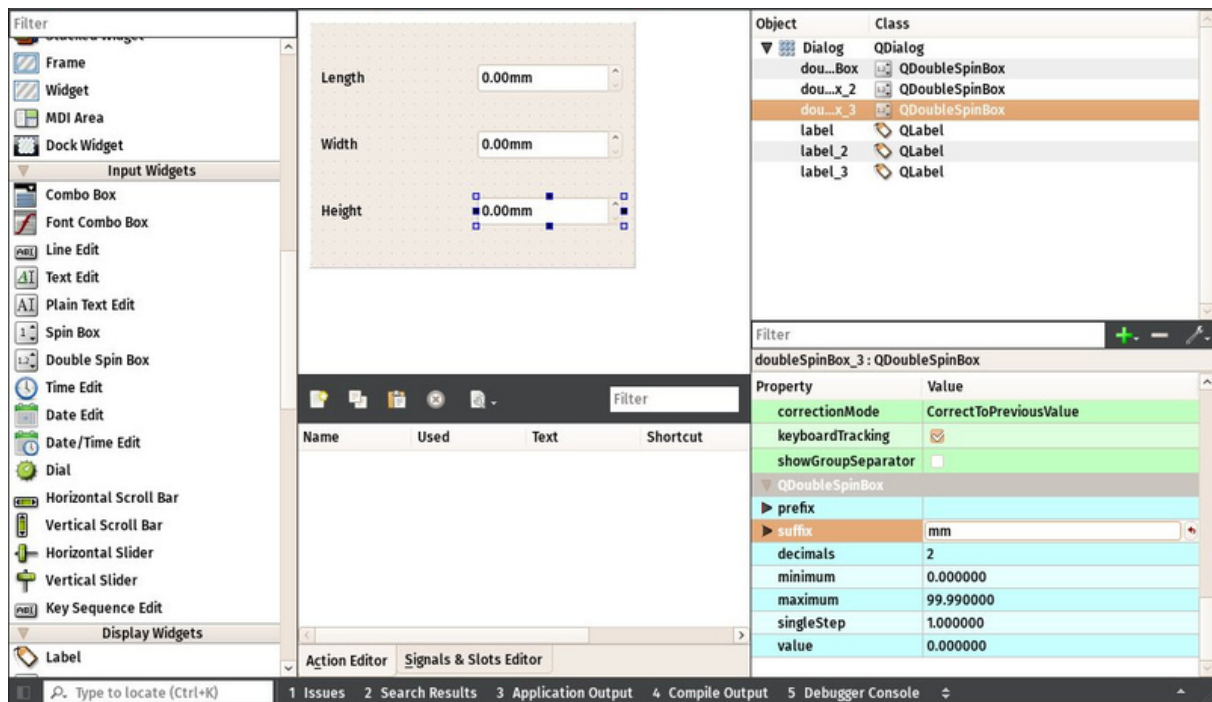 Filter
Frame
Widget
MDI Area
Dock Widget
Input Widgets
Combo Box
Font Combo Box
Line Edit
Text Edit
Plain Text Edit
Spin Box
Double Spin Box
Time Edit
Date Edit
Date/Time Edit
Dial
Horizontal Scroll Bar
Vertical Scroll Bar
Horizontal Slider
Vertical Slider
Key Sequence Edit
Display Widgets
Label
Length 0.00mm
Width 0.00mm
Height 0.00mm
Filter
Name Used Text Shortcut
Action Editor Signals & Slots Editor
Object Class
Dialog QDialog
dou...Box QDoubleSpinBox
dou...x_2 QDoubleSpinBox
dou...x_3 QDoubleSpinBox
label QLabel
label_2 QLabel
label_3 QLabel
Filter
doubleSpinBox_3 : QDoubleSpinBox
Property Value
correctionMode CorrectToPreviousValue
keyboardTracking
showGroupSeparator
QDoubleSpinBox
prefix
suffix mm
decimals 2
minimum 0.000000
maximum 99.990000
singleStep 1.000000
value 0.000000
Type to locate (Ctrl+K) 1 Issues 2 Search Results 3 Application Output 4 Compile Output 5 Debugger Console